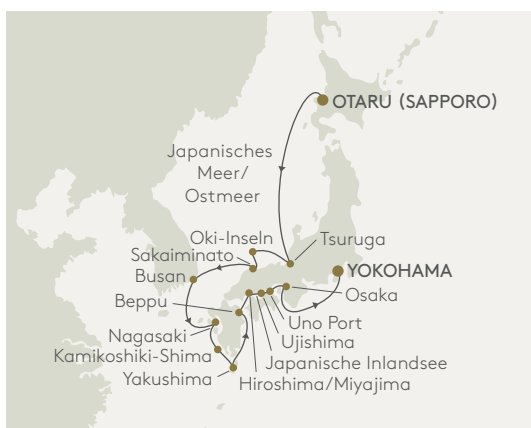 OTARU (SAPPORO)
Japanisches
Meer/
Ostmeer
Oki-Inseln
Tsuruga
Sakaiminato
Busan
YOKOHAMA
Beppu
Osaka
Uno Port
Nagasaki
Ujishima
Kamikoshiki-Shima
Japanische Inlandsee
Yakushima
Hiroshima/Miyajima